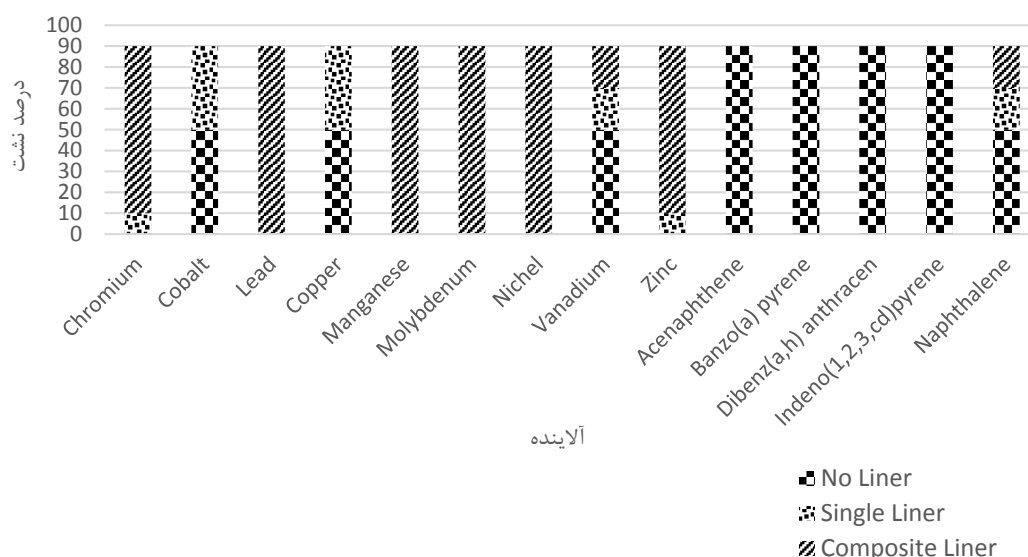 درصد نشت
100
90
80
70
60
50
40
30
20
10
0
Chromium
Cobalt
Lead
Copper
Manganese
Molybdenum
Nichel
Vanadium
Zinc
Acenaphthene
Banzo(a) pyrene
Dibenz(a,h) anthracen
Indeno(1,2,3,cd)pyrene
Naphthalene
آلاینده
No Liner
Single Liner
Composite Liner